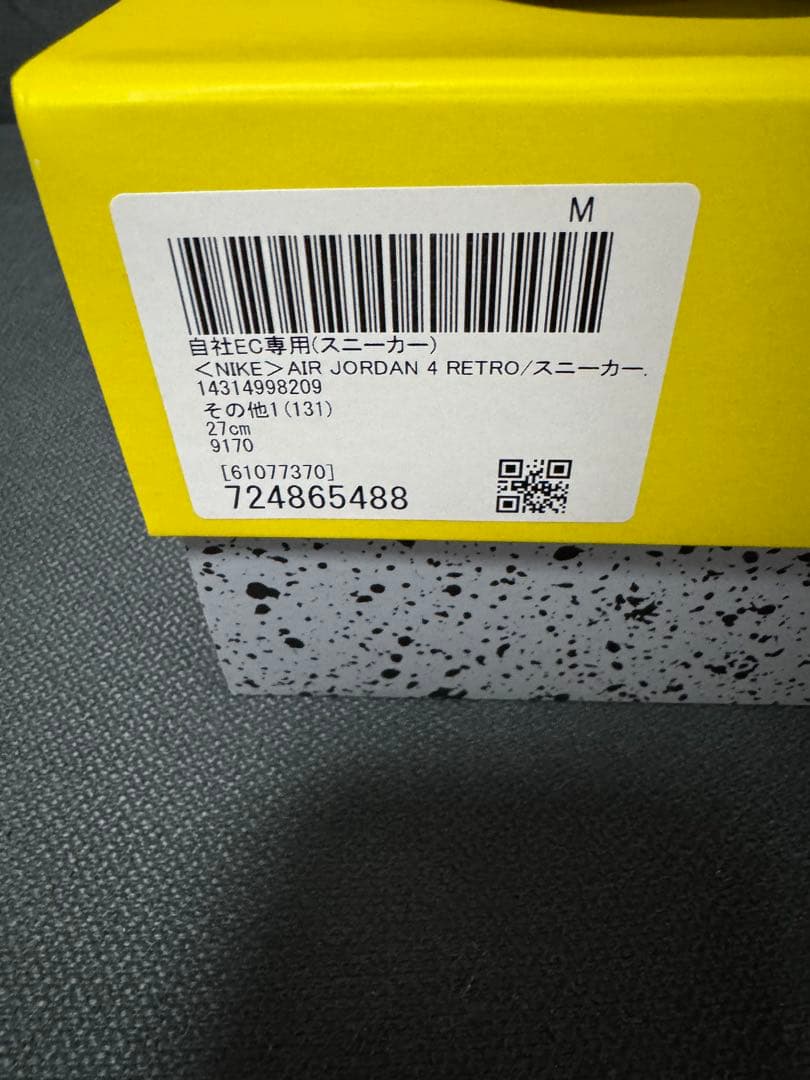 M
自社EC専用(スニーカー)
＜NIKE＞AIR JORDAN 4 RETRO/スニーカー.
14314998209
その他1(131)
27cm
9170
[61077370]
724865488